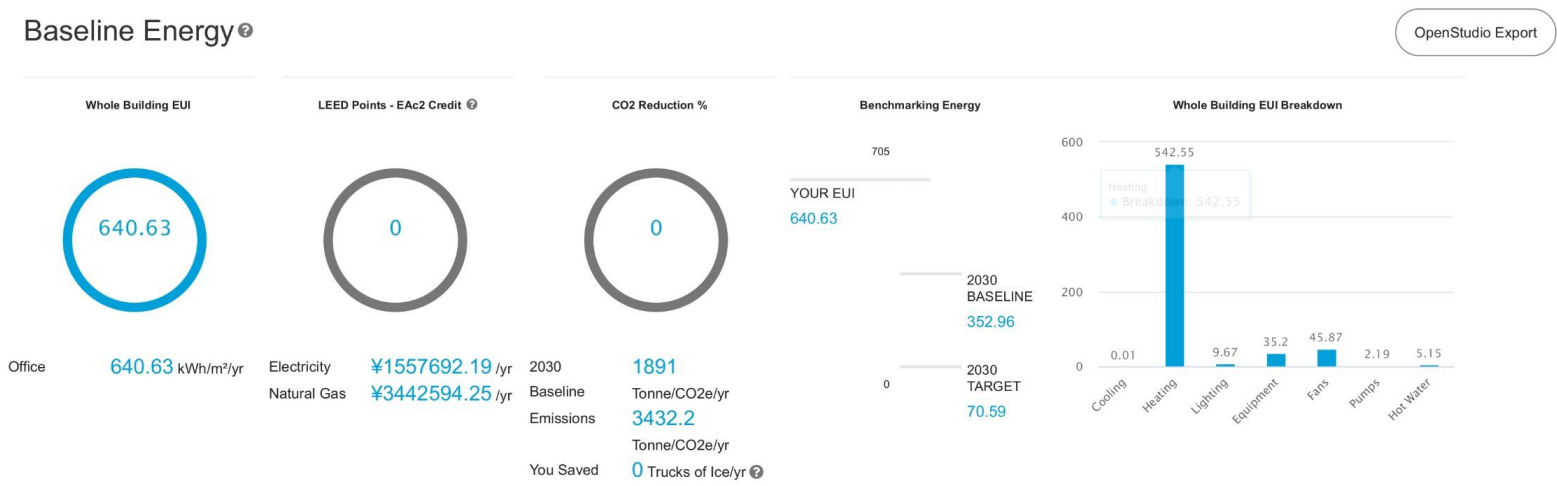 Baseline Energy
OpenStudio Export
Whole Building EUI
640.63
Office 640.63 kWh/m²/yr
LEED Points - EAc2 Credit
0
Electricity ¥1557692.19 /yr
Natural Gas ¥3442594.25 /yr
CO2 Reduction %
0
2030 1891
Baseline Tonne/CO2e/yr
Emissions 3432.2
Tonne/CO2e/yr
You Saved 0 Trucks of Ice/yr
Benchmarking Energy
705
YOUR EUI
640.63
2030
BASELINE
352.96
2030
TARGET
0
70.59
Whole Building EUI Breakdown
600
400
200
0
542.55
Heating
Breakdown: 542.55
0.01
9.67
35.2
45.87
2.19
5.15
Cooling
Heating
Lighting
Equipment
Fans
Pumps
Hot Water